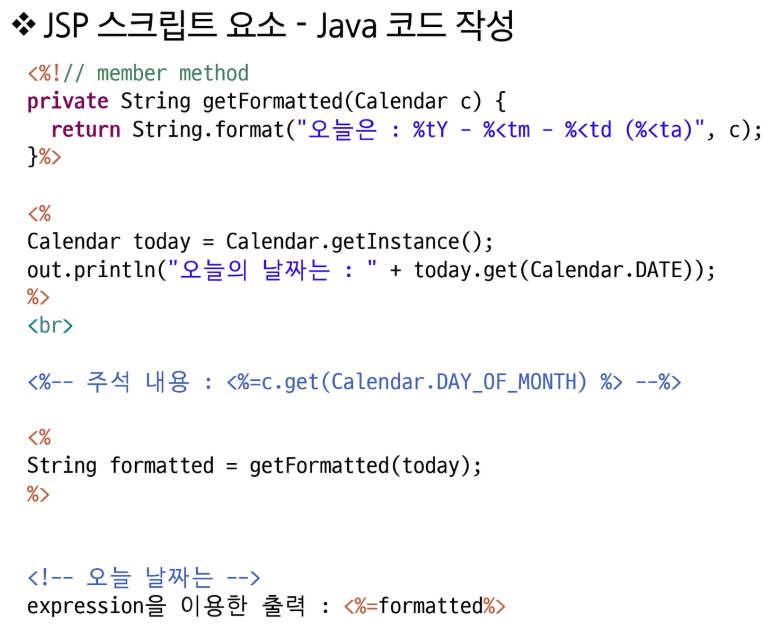 ❖ JSP 스크립트 요소 - Java 코드 작성
<%!// member method
private String getFormatted(Calendar c) {
return String.format("오늘은 : %tY - %<tm - %<td (%<ta)", c);
}%>
<%
Calendar today = Calendar.getInstance();
out.println("오늘의 날짜는 : " + today.get(Calendar.DATE));
%>
<br>
<%-- 주석 내용 : <%=c.get(Calendar.DAY_OF_MONTH) %> --%>
<%
String formatted = getFormatted(today);
%>
<!-- 오늘 날짜는 -->
expression을 이용한 출력 : <%=formatted%>